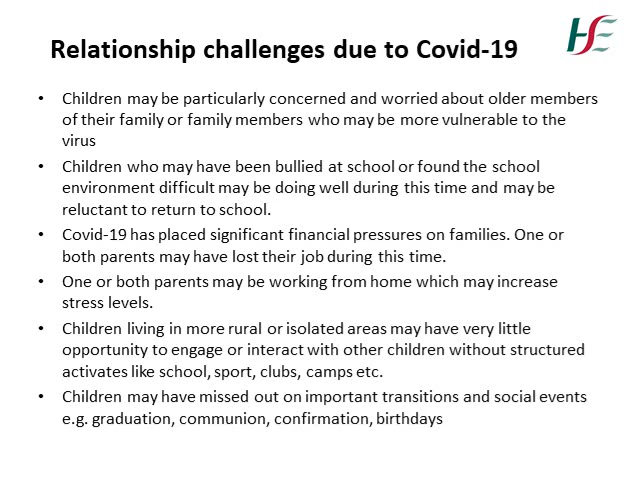 Relationship challenges due to Covid-19
HSE
• Children may be particularly concerned and worried about older members
of their family or family members who may be more vulnerable to the
virus
• Children who may have been bullied at school or found the school
environment difficult may be doing well during this time and may be
reluctant to return to school.
• Covid-19 has placed significant financial pressures on families. One or
both parents may have lost their job during this time.
• One or both parents may be working from home which may increase
stress levels.
• Children living in more rural or isolated areas may have very little
opportunity to engage or interact with other children without structured
activates like school, sport, clubs, camps etc.
• Children may have missed out on important transitions and social events
e.g. graduation, communion, confirmation, birthdays